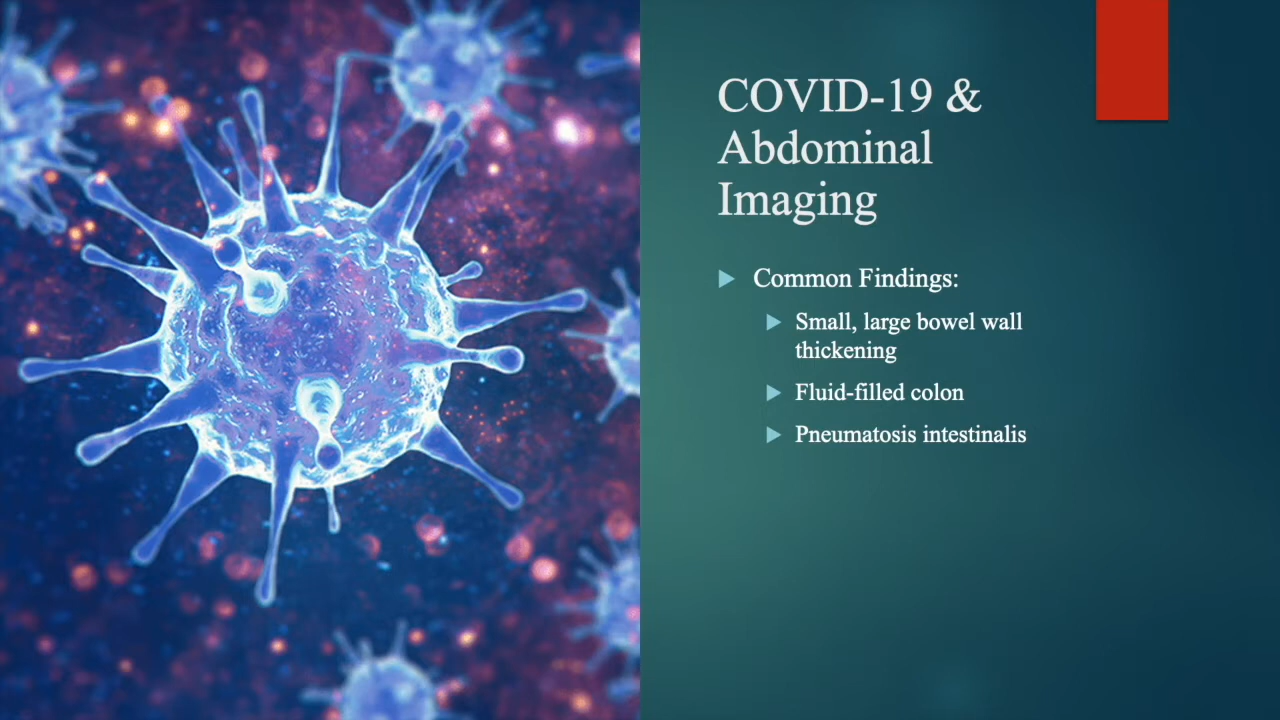 COVID-19 &
Abdominal
Imaging
Common Findings:
Small, large bowel wall
thickening
Fluid-filled colon
Pneumatosis intestinalis